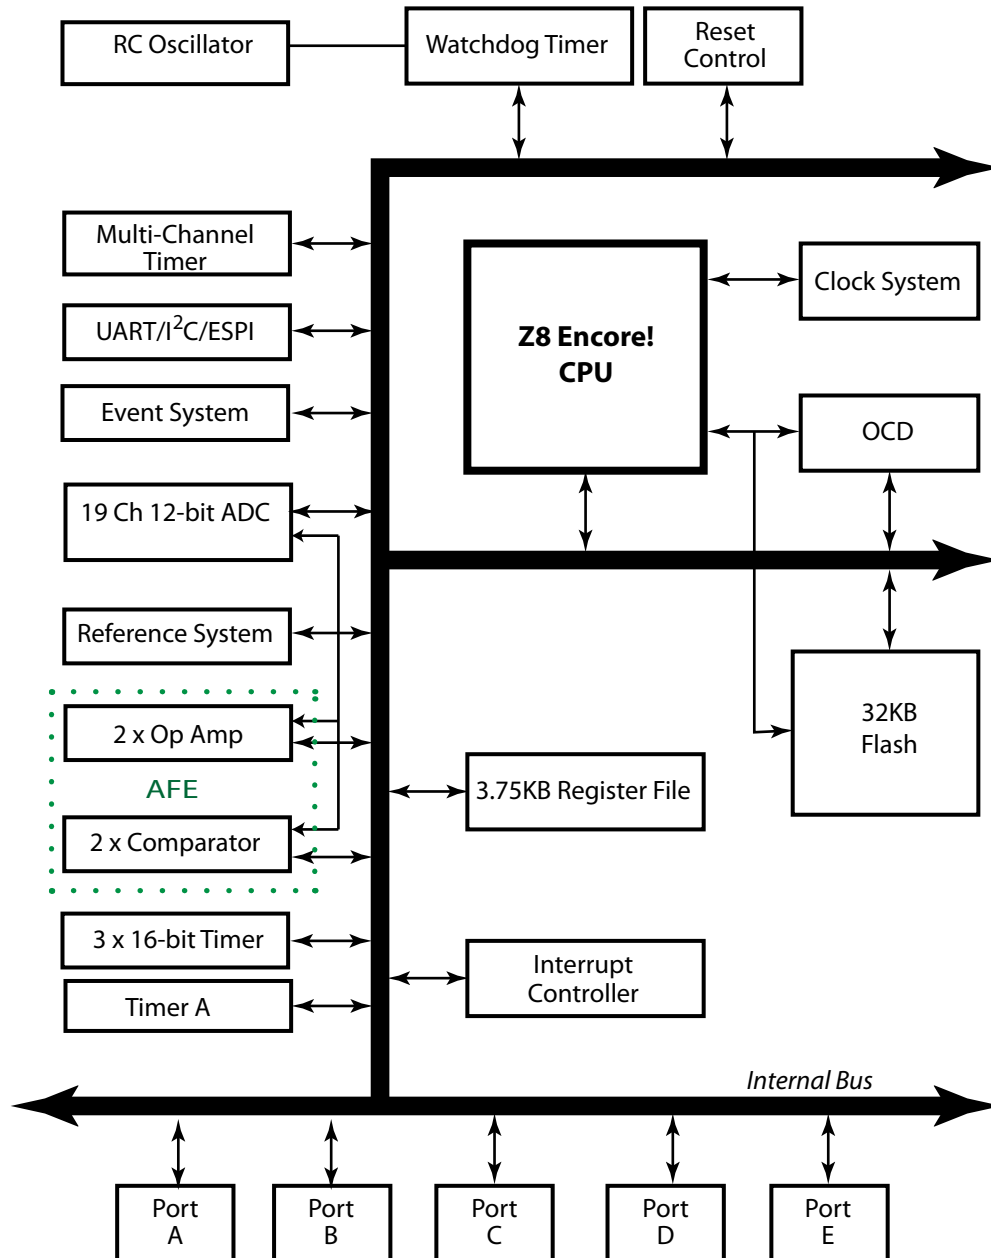 RC Oscillator
Watchdog Timer
Reset
Control
Multi-Channel
Timer
UART/I²C/ESPI
Event System
19 Ch 12-bit ADC
Reference System
2 x Op Amp
AFE
2 x Comparator
3 x 16-bit Timer
Timer A
Z8 Encore!
CPU
Clock System
OCD
32KB
Flash
3.75KB Register File
Interrupt
Controller
Internal Bus
Port
A
Port
B
Port
C
Port
D
Port
E